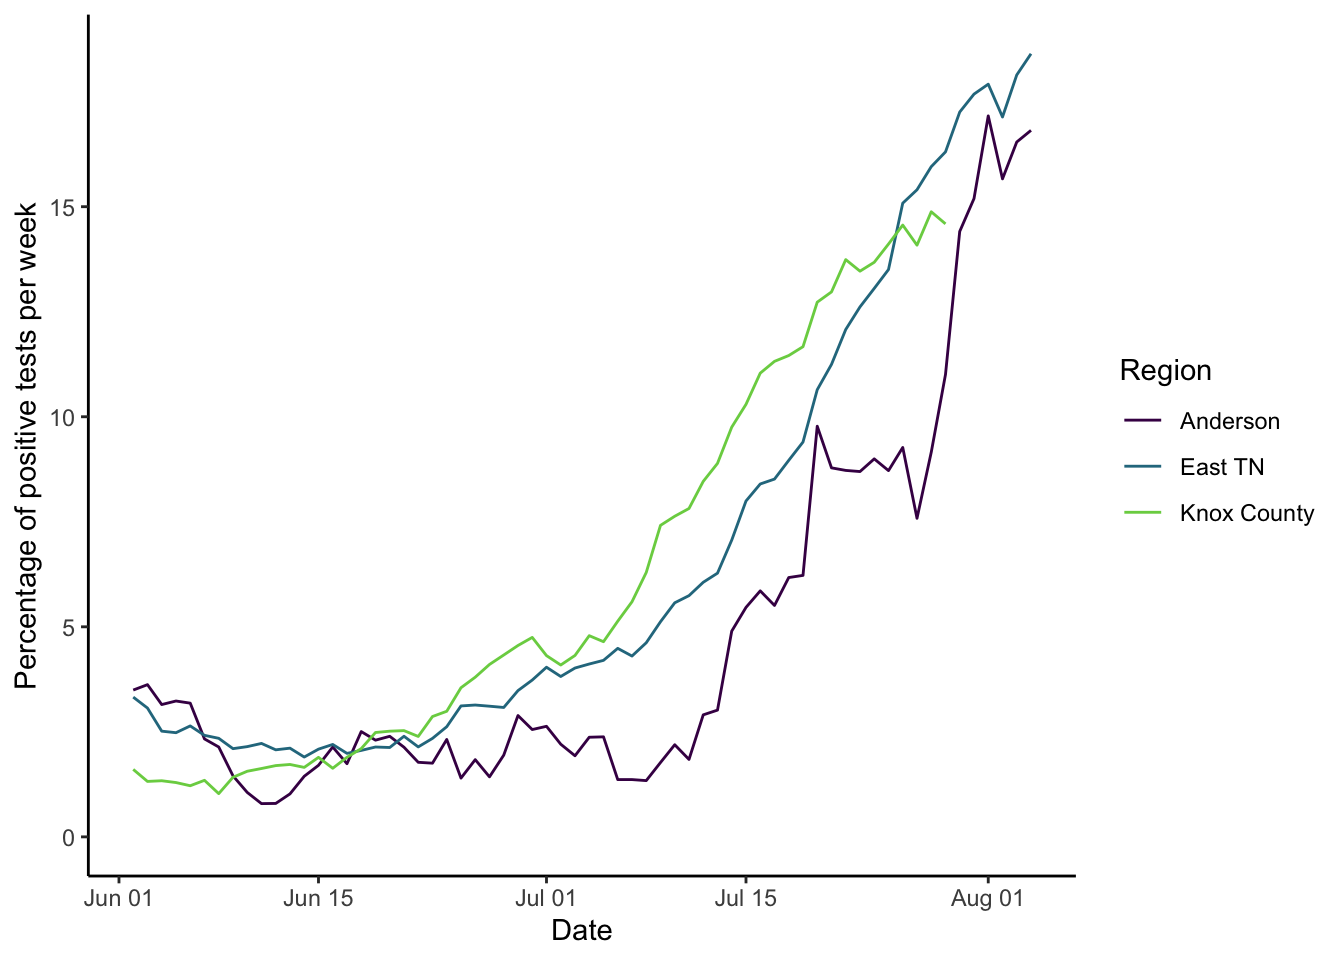 Percentage of positive tests per week
15
10
5
0
Jun 01
Jun 15
Jul 01
Jul 15
Aug 01
Date
Region
Anderson
East TN
Knox County